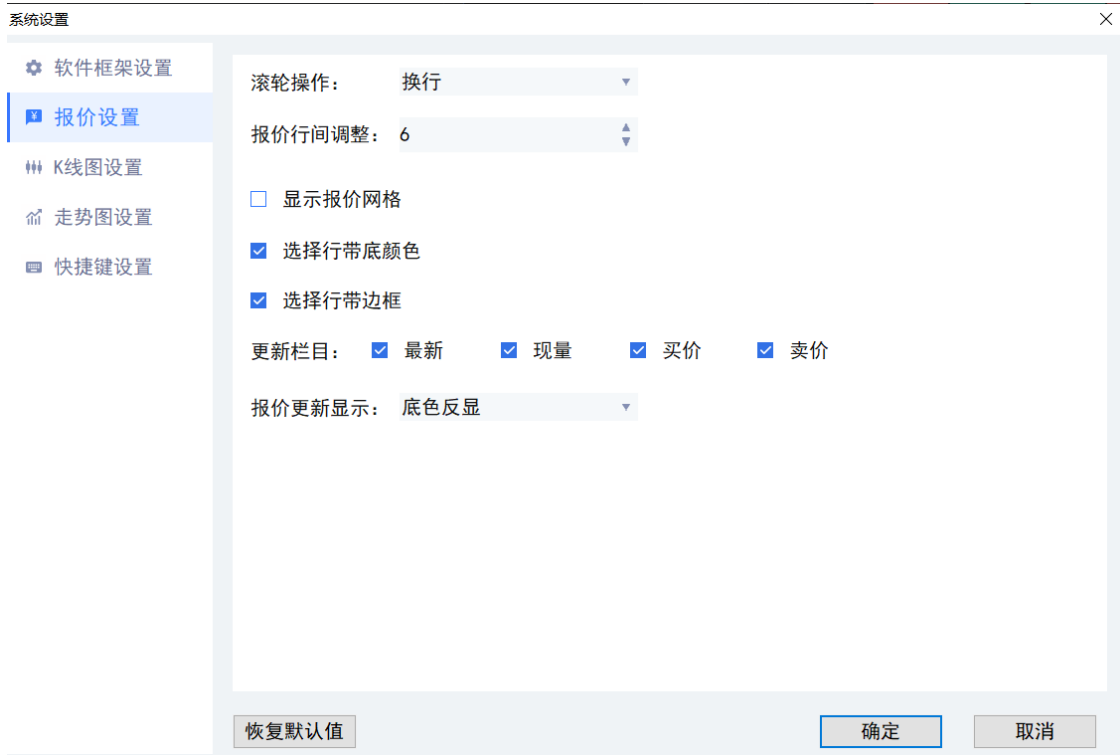 系统设置
软件框架设置
报价设置
K线图设置
走势图设置
快捷键设置
滚轮操作： 换行
报价行间调整： 6
显示报价网格
选择行带底颜色
选择行带边框
更新栏目： 最新 现量 买价 卖价
报价更新显示： 底色反显
恢复默认值 确定 取消